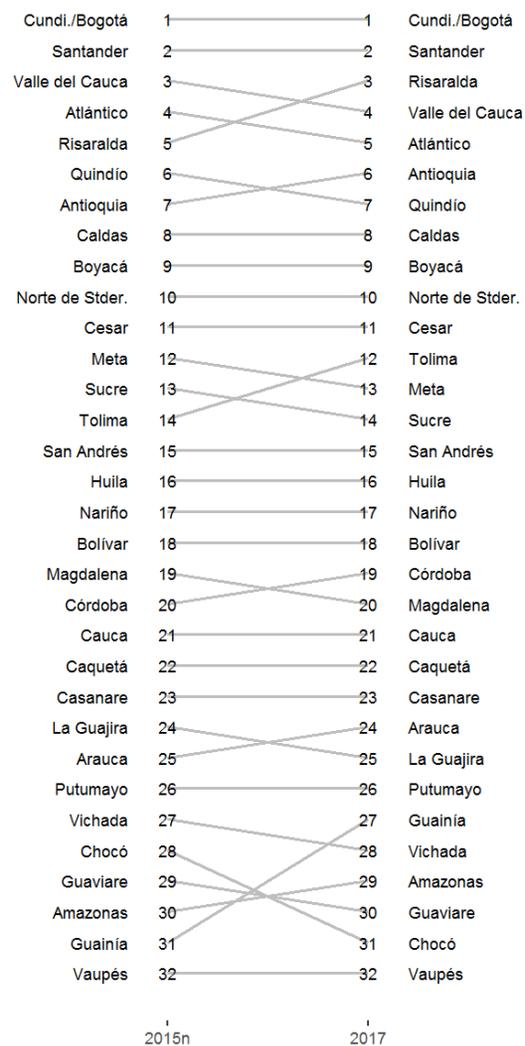 Cundi./Bogotá 1 1 Cundi./Bogotá
Santander 2 2 Santander
Valle del Cauca 3 3 Risaralda
Atlántico 4 4 Valle del Cauca
Risaralda 5 5 Atlántico
Quindío 6 6 Antioquia
Antioquia 7 7 Quindío
Caldas 8 8 Caldas
Boyacá 9 9 Boyacá
Norte de Stder. 10 10 Norte de Stder.
Cesar 11 11 Cesar
Meta 12 12 Tolima
Sucre 13 13 Meta
Tolima 14 14 Sucre
San Andrés 15 15 San Andrés
Huila 16 16 Huila
Nariño 17 17 Nariño
Bolívar 18 18 Bolívar
Magdalena 19 19 Córdoba
Córdoba 20 20 Magdalena
Cauca 21 21 Cauca
Caquetá 22 22 Caquetá
Casanare 23 23 Casanare
La Guajira 24 24 Arauca
Arauca 25 25 La Guajira
Putumayo 26 26 Putumayo
Vichada 27 27 Guainía
Chocó 28 28 Vichada
Guaviare 29 29 Amazonas
Amazonas 30 30 Guaviare
Guainía 31 31 Chocó
Vaupés 32 32 Vaupés
2015n 2017